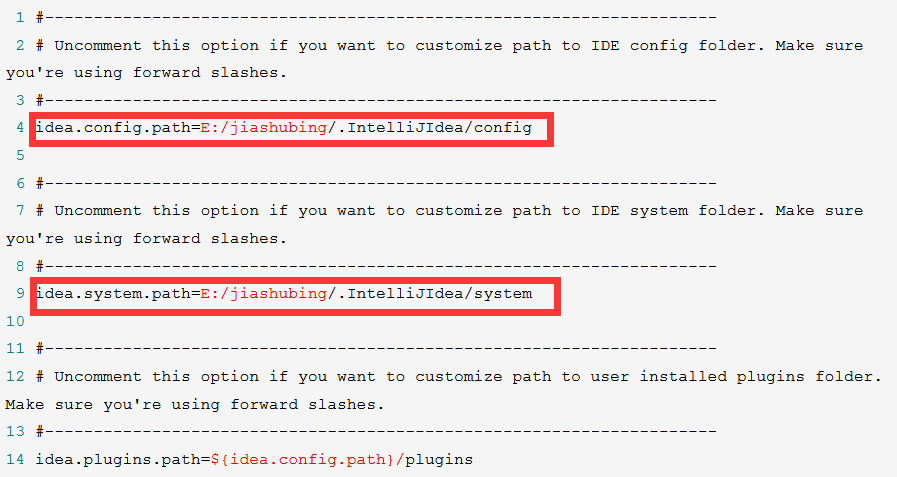 1 #---------------------------------------------------------------------
2 # Uncomment this option if you want to customize path to IDE config folder. Make sure
you're using forward slashes.
3 #---------------------------------------------------------------------
4 idea.config.path=E:/jiashubing/.IntelliJIdea/config
5
6 #---------------------------------------------------------------------
7 # Uncomment this option if you want to customize path to IDE system folder. Make sure
you're using forward slashes.
8 #---------------------------------------------------------------------
9 idea.system.path=E:/jiashubing/.IntelliJIdea/system
10
11 #---------------------------------------------------------------------
12 # Uncomment this option if you want to customize path to user installed plugins folder.
Make sure you're using forward slashes.
13 #---------------------------------------------------------------------
14 idea.plugins.path=${idea.config.path}/plugins